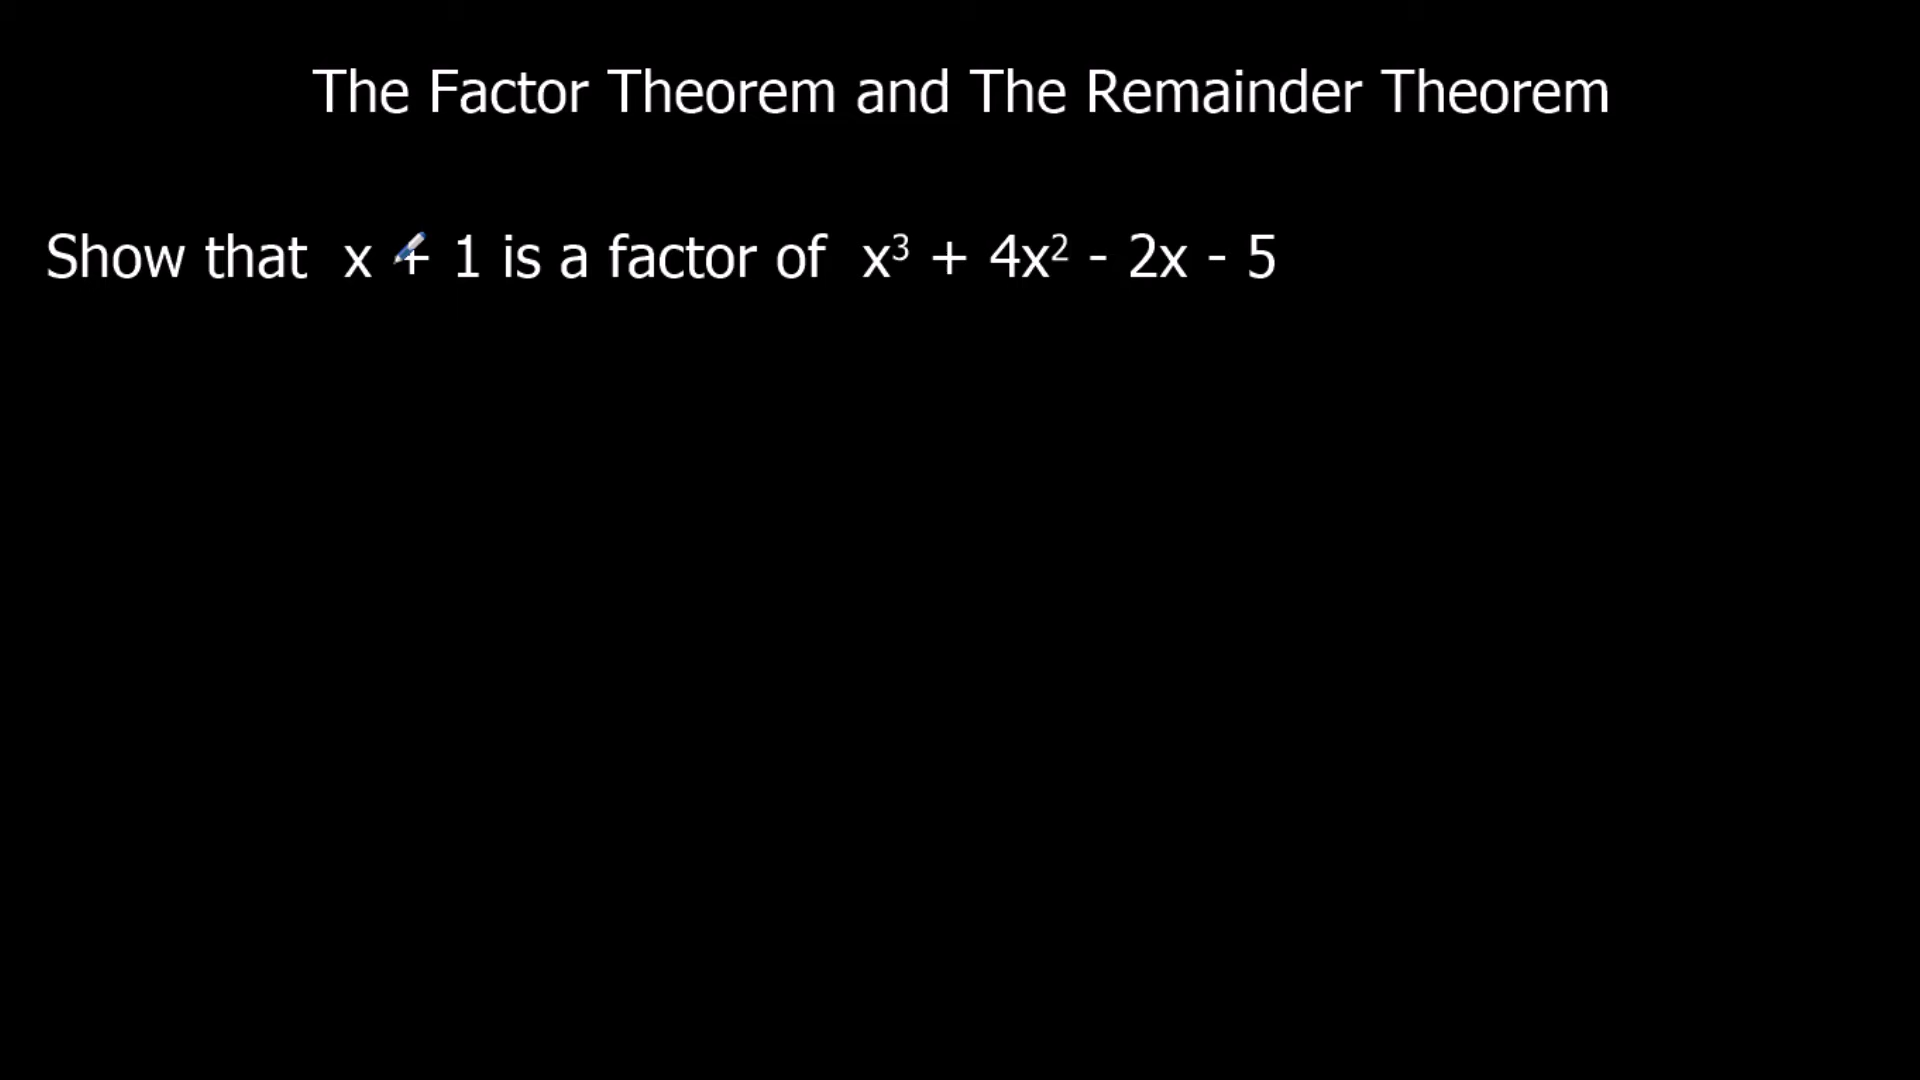 The Factor Theorem and The Remainder Theorem
Show that x + 1 is a factor of x³ + 4x² - 2x - 5